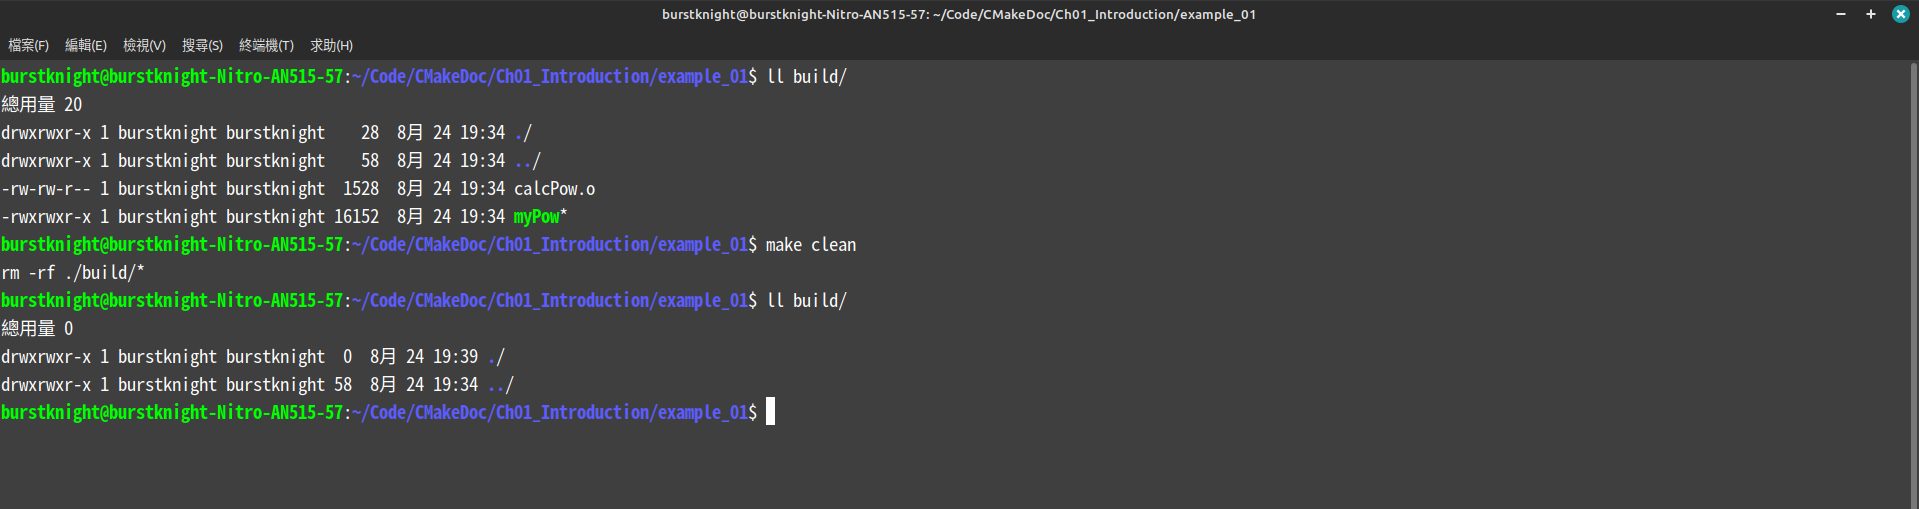 burstknight@burstknight-Nitro-AN515-57: ~/Code/CMakeDoc/Ch01_Introduction/example_01
檔案(F) 編輯(E) 檢視(V) 搜尋(S) 終端機(T) 求助(H)
burstknight@burstknight-Nitro-AN515-57:~/Code/CMakeDoc/Ch01_Introduction/example_01$ ll build/
總用量 20
drwxrwxr-x 1 burstknight burstknight    28  8月 24 19:34 ./
drwxrwxr-x 1 burstknight burstknight    58  8月 24 19:34 ../
-rw-rw-r-- 1 burstknight burstknight  1528  8月 24 19:34 calcPow.o
-rwxrwxr-x 1 burstknight burstknight 16152  8月 24 19:34 myPow*
burstknight@burstknight-Nitro-AN515-57:~/Code/CMakeDoc/Ch01_Introduction/example_01$ make clean
rm -rf ./build/*
burstknight@burstknight-Nitro-AN515-57:~/Code/CMakeDoc/Ch01_Introduction/example_01$ ll build/
總用量 0
drwxrwxr-x 1 burstknight burstknight  0  8月 24 19:39 ./
drwxrwxr-x 1 burstknight burstknight 58  8月 24 19:34 ../
burstknight@burstknight-Nitro-AN515-57:~/Code/CMakeDoc/Ch01_Introduction/example_01$